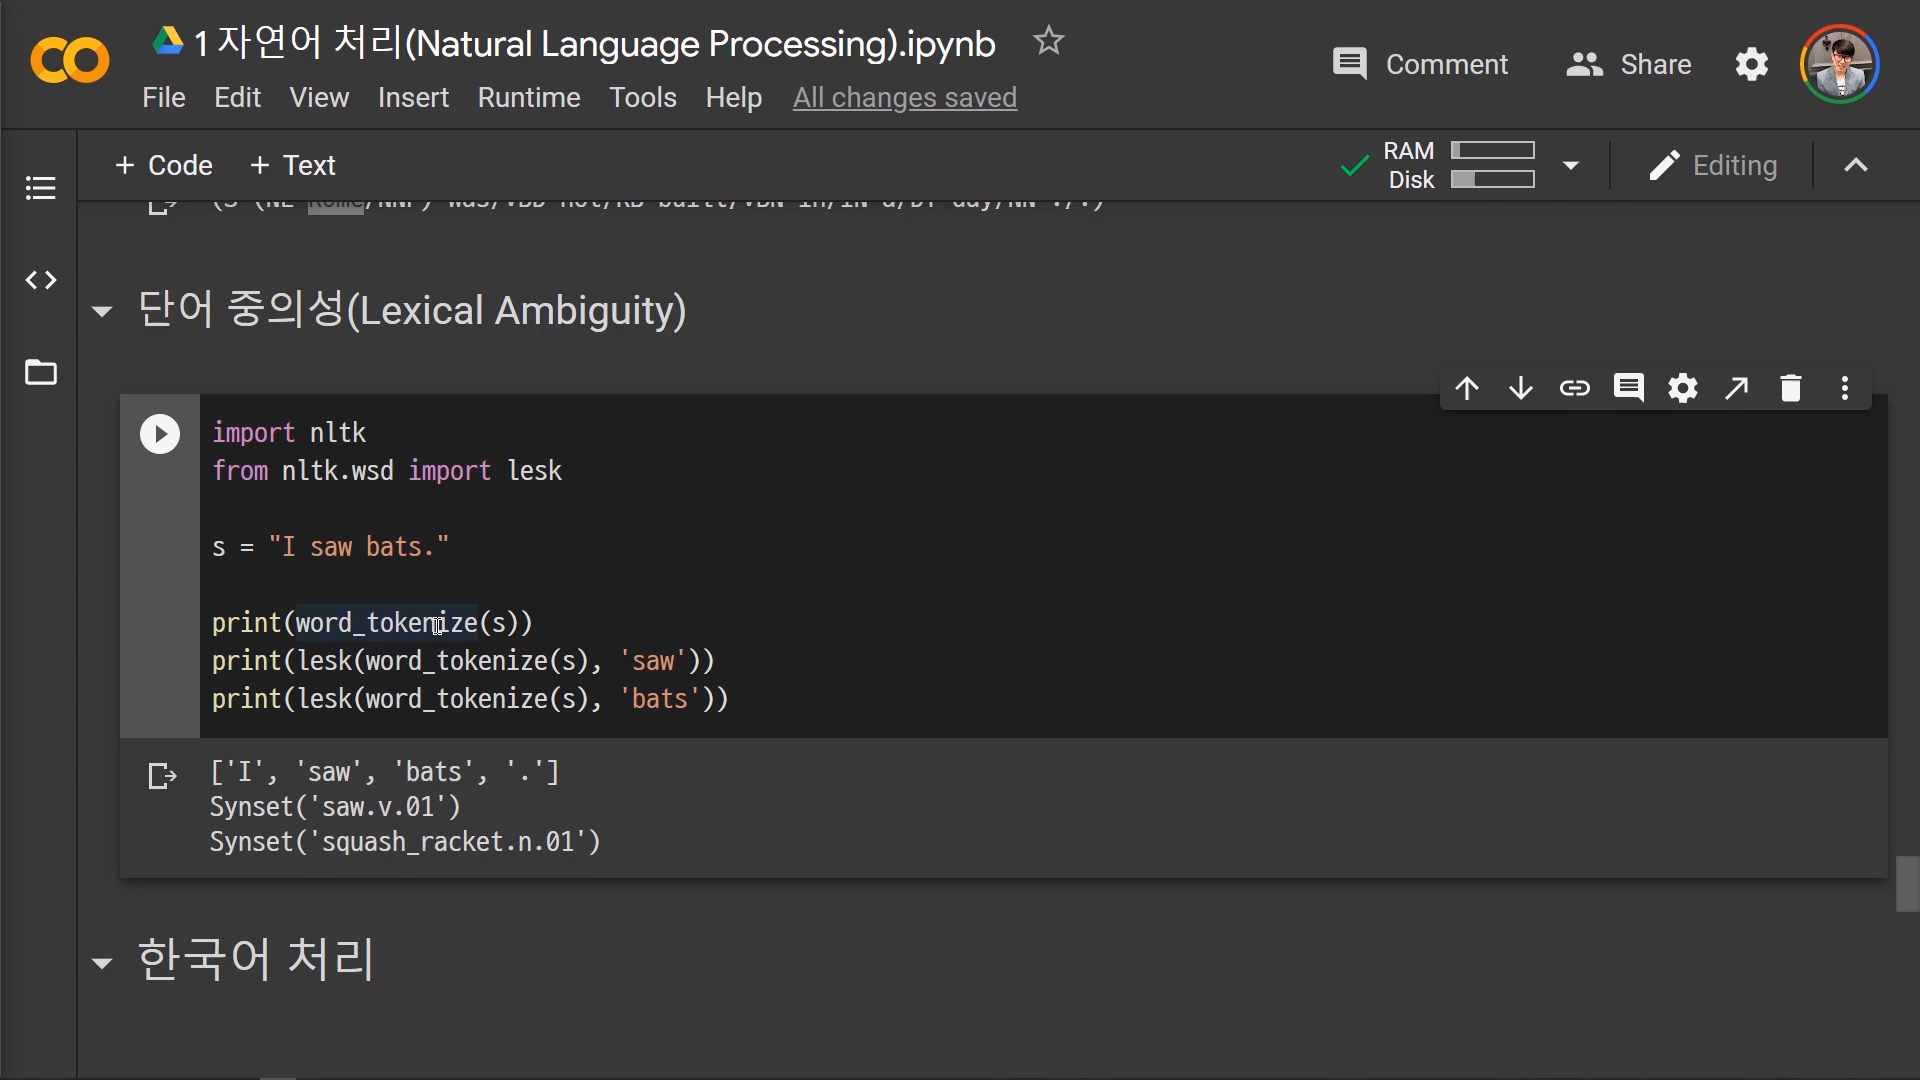 1 자연어 처리(Natural Language Processing).ipynb
Comment
Share
File Edit View Insert Runtime Tools Help All changes saved
+ Code + Text
RAM
Disk
Editing
단어 중의성(Lexical Ambiguity)
import nltk
from nltk.wsd import lesk
s = "I saw bats."
print(word_tokenize(s))
print(lesk(word_tokenize(s), 'saw'))
print(lesk(word_tokenize(s), 'bats'))
['I', 'saw', 'bats', '.']
Synset('saw.v.01')
Synset('squash_racket.n.01')
한국어 처리